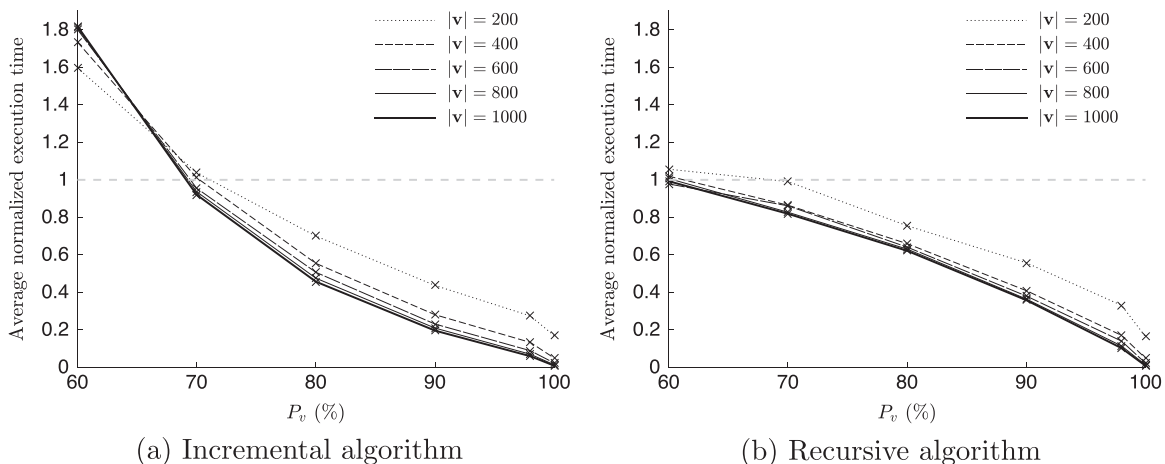 Average normalized execution time
1.8
1.6
1.4
1.2
1
0.8
0.6
0.4
0.2
0
60
70
80
90
100
P_v (%)
|v| = 200
|v| = 400
|v| = 600
|v| = 800
|v| = 1000
(a) Incremental algorithm
Average normalized execution time
1.8
1.6
1.4
1.2
1
0.8
0.6
0.4
0.2
0
60
70
80
90
100
P_v (%)
|v| = 200
|v| = 400
|v| = 600
|v| = 800
|v| = 1000
(b) Recursive algorithm